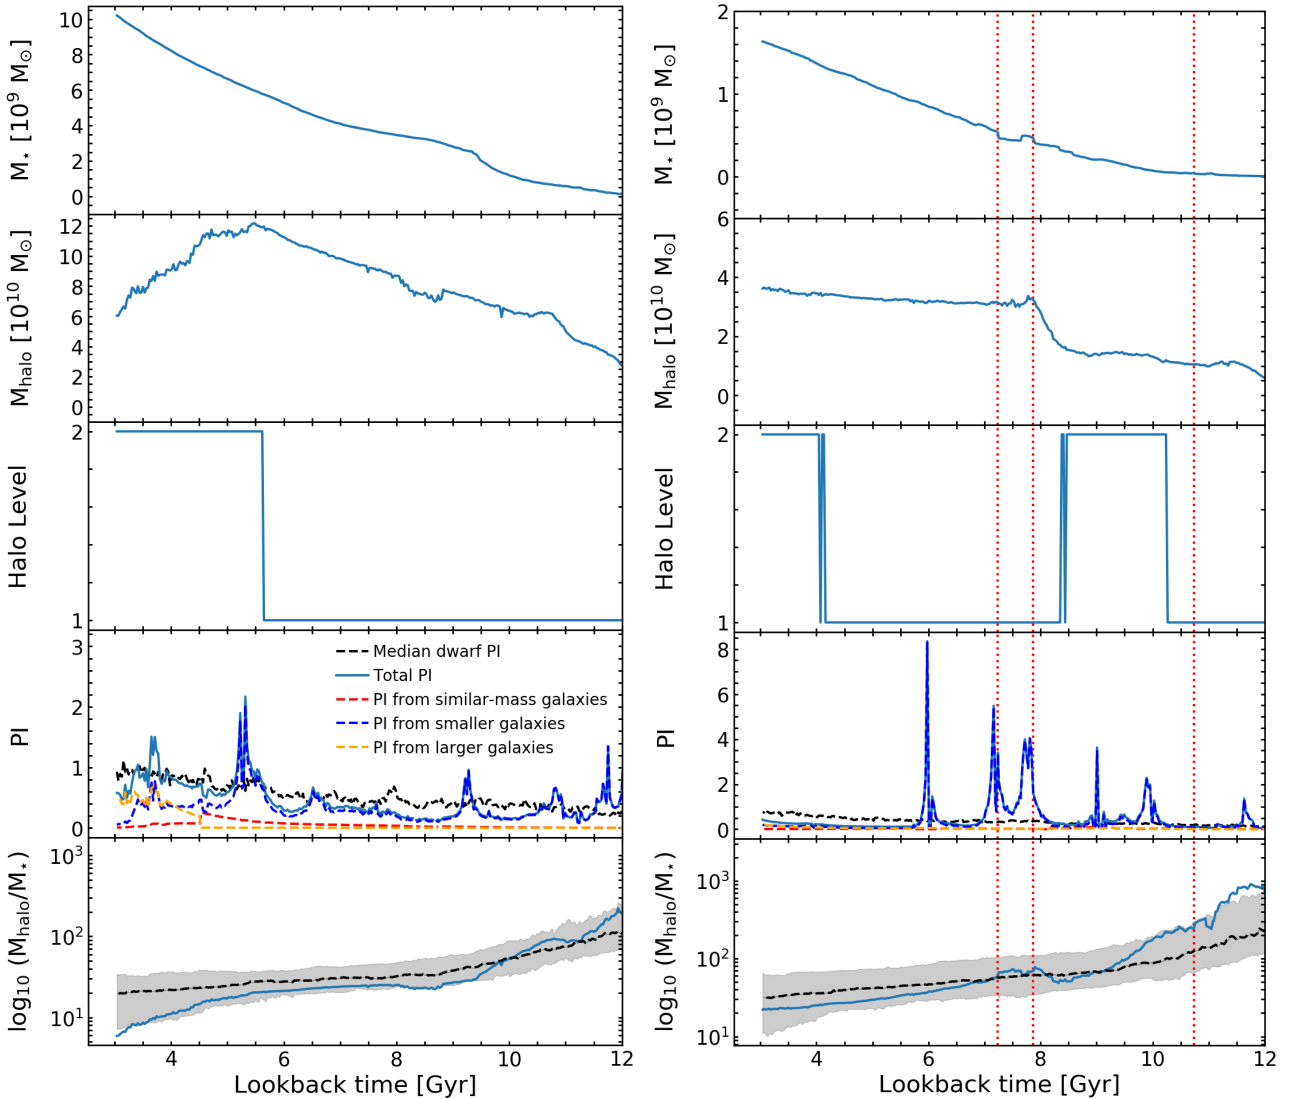 M⋆ [10⁹ M☉]
10
8
6
4
2
0
M_halo [10¹⁰ M☉]
12
10
8
6
4
2
0
Halo Level
2
1
PI
3
2
1
0
Median dwarf PI
Total PI
PI from similar-mass galaxies
PI from smaller galaxies
PI from larger galaxies
log₁₀ (M_halo/M⋆)
10³
10²
10¹
4 6 8 10 12
Lookback time [Gyr]
M⋆ [10⁹ M☉]
2
1
0
M_halo [10¹⁰ M☉]
6
4
2
0
Halo Level
2
1
PI
8
6
4
2
0
log₁₀ (M_halo/M⋆)
10³
10²
10¹
4 6 8 10 12
Lookback time [Gyr]